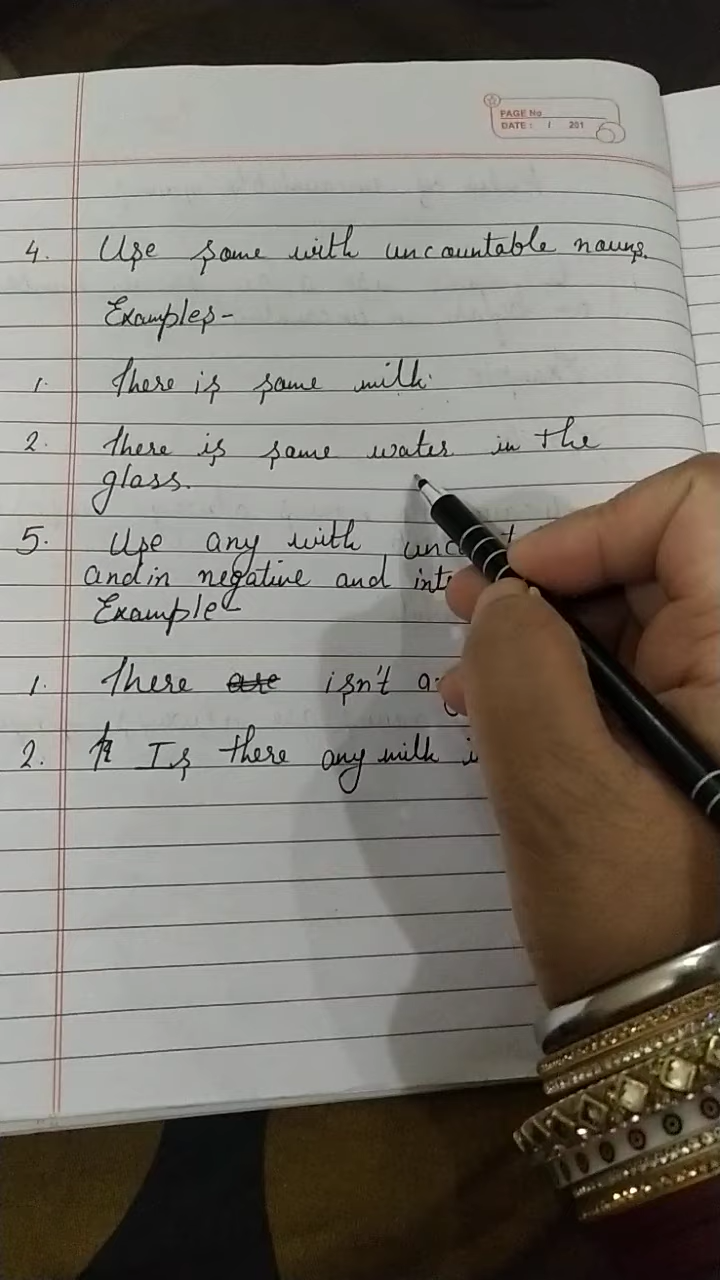 PAGE No
DATE : / 201
4. Use some with uncountable nouns.
Examples-
1. There is some milk.
2. There is some water in the
glass.
5. Use any with
and in negative and
Example-
1. There are isn't
2. Is there any milk